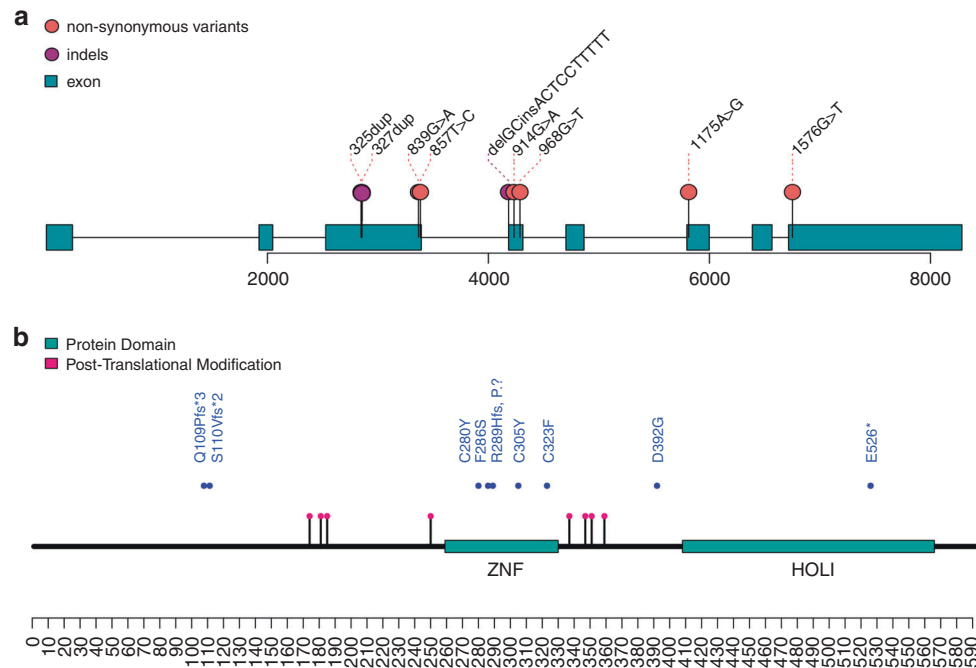 a
non-synonymous variants
indels
exon
325dup
327dup
839G>A
857T>C
delGCinsACTCCTTTTT
914G>A
968G>T
1175A>G
1576G>T
2000 4000 6000 8000
b
Protein Domain
Post-Translational Modification
Q109Pfs*3
S110Vfs*2
C280Y
F286S
R289Hfs, P.?
C305Y
C323F
D392G
E526*
ZNF HOLI
0 10 20 30 40 50 60 70 80 90 100 110 120 130 140 150 160 170 180 190 200 210 220 230 240 250 260 270 280 290 300 310 320 330 340 350 360 370 380 390 400 410 420 430 440 450 460 470 480 490 500 510 520 530 540 550 560 570 580 590